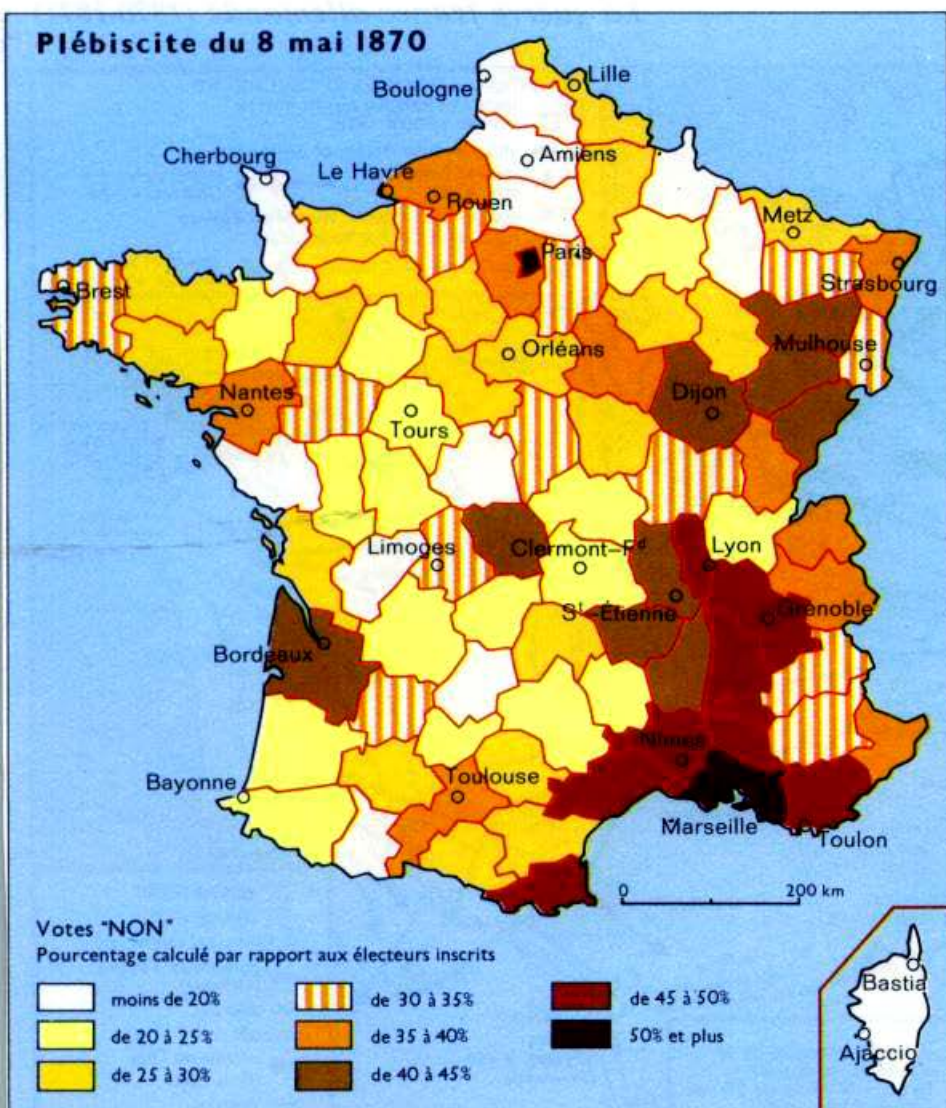 Plébiscite du 8 mai 1870
Lille
Boulogne
Amiens
Cherbourg
Le Havre
Rouen
Metz
Paris
Strasbourg
Brest
Mulhouse
Orléans
Nantes
Dijon
Tours
Limoges
Clermont-Fd
Lyon
St-Étienne
Grenoble
Bordeaux
Nîmes
Toulouse
Bayonne
Marseille
Toulon
0 200 km
Votes "NON"
Pourcentage calculé par rapport aux électeurs inscrits
moins de 20%
de 20 à 25%
de 25 à 30%
de 30 à 35%
de 35 à 40%
de 40 à 45%
de 45 à 50%
50% et plus
Bastia
Ajaccio